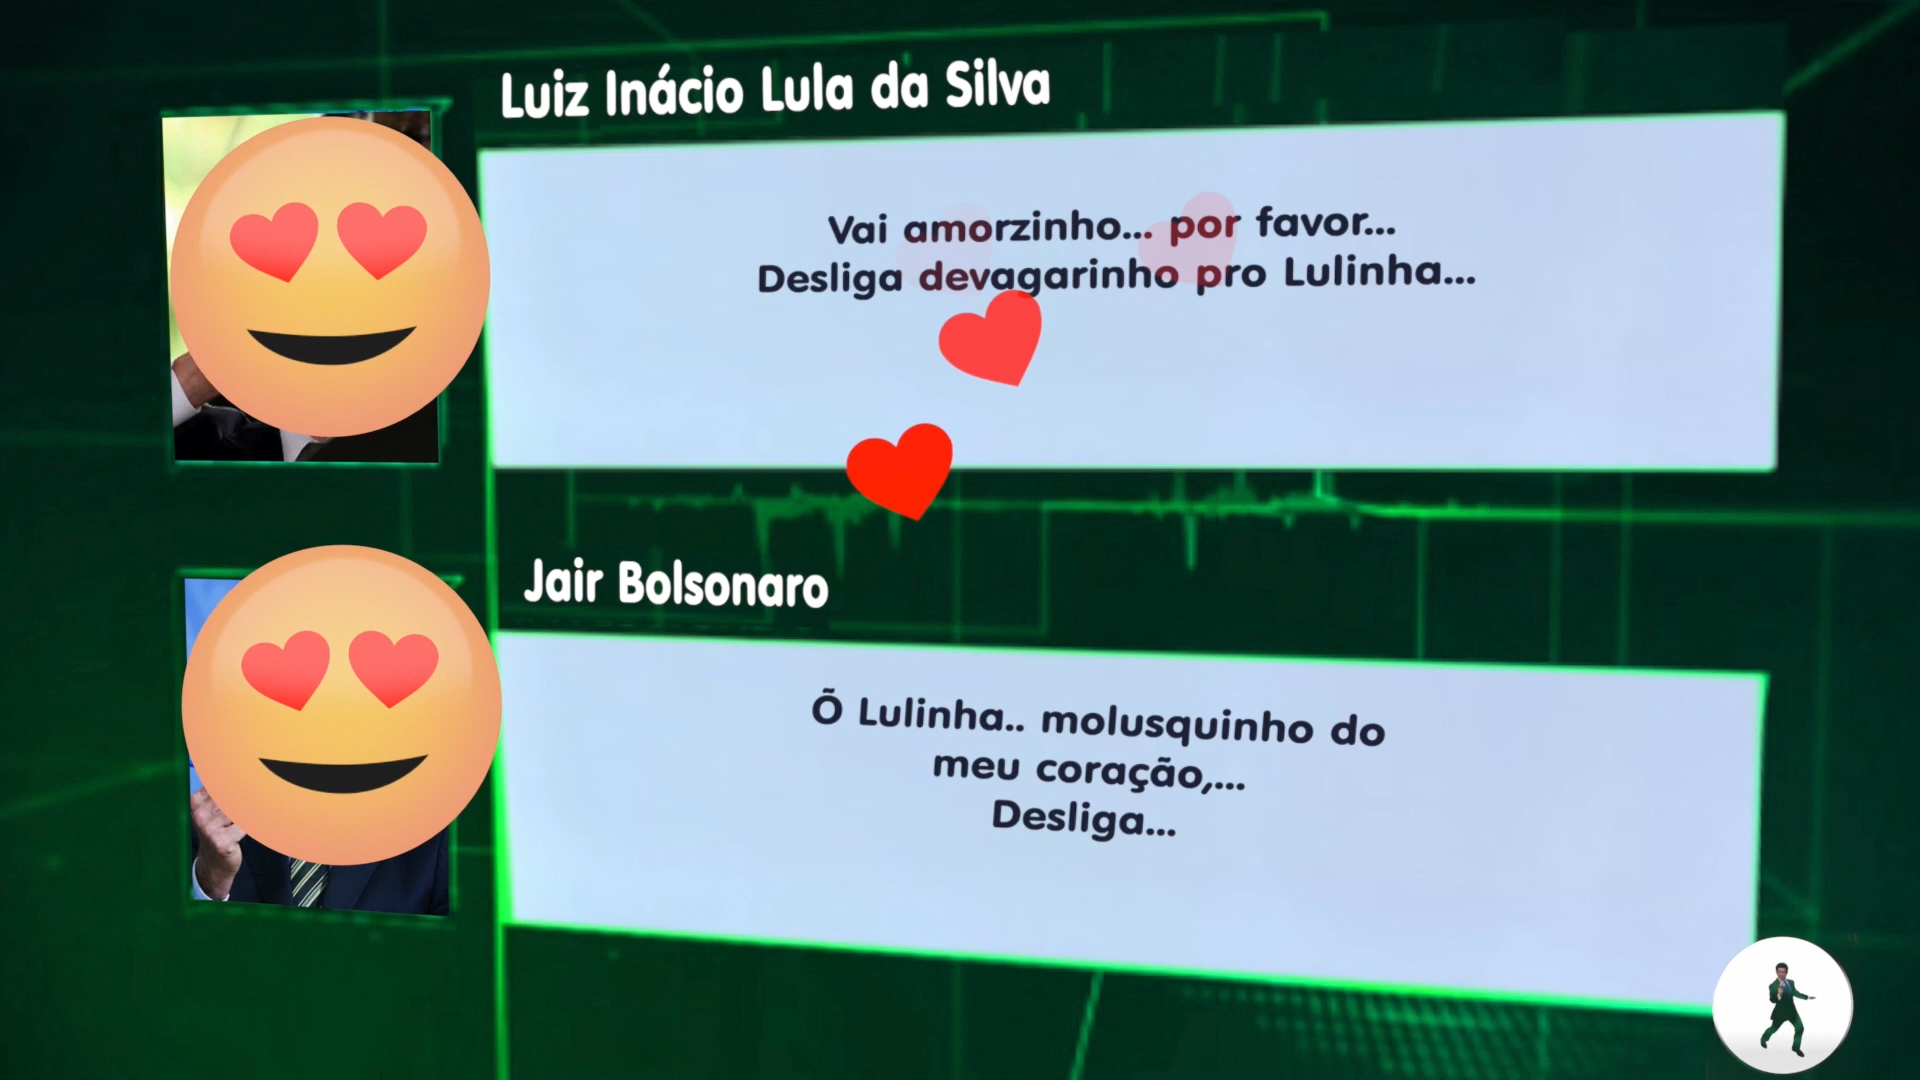 Luiz Inácio Lula da Silva
Vai amorzinho... por favor...
Desliga devagarinho pro Lulinha...
Jair Bolsonaro
Õ Lulinha.. molusquinho do
meu coração,...
Desliga...